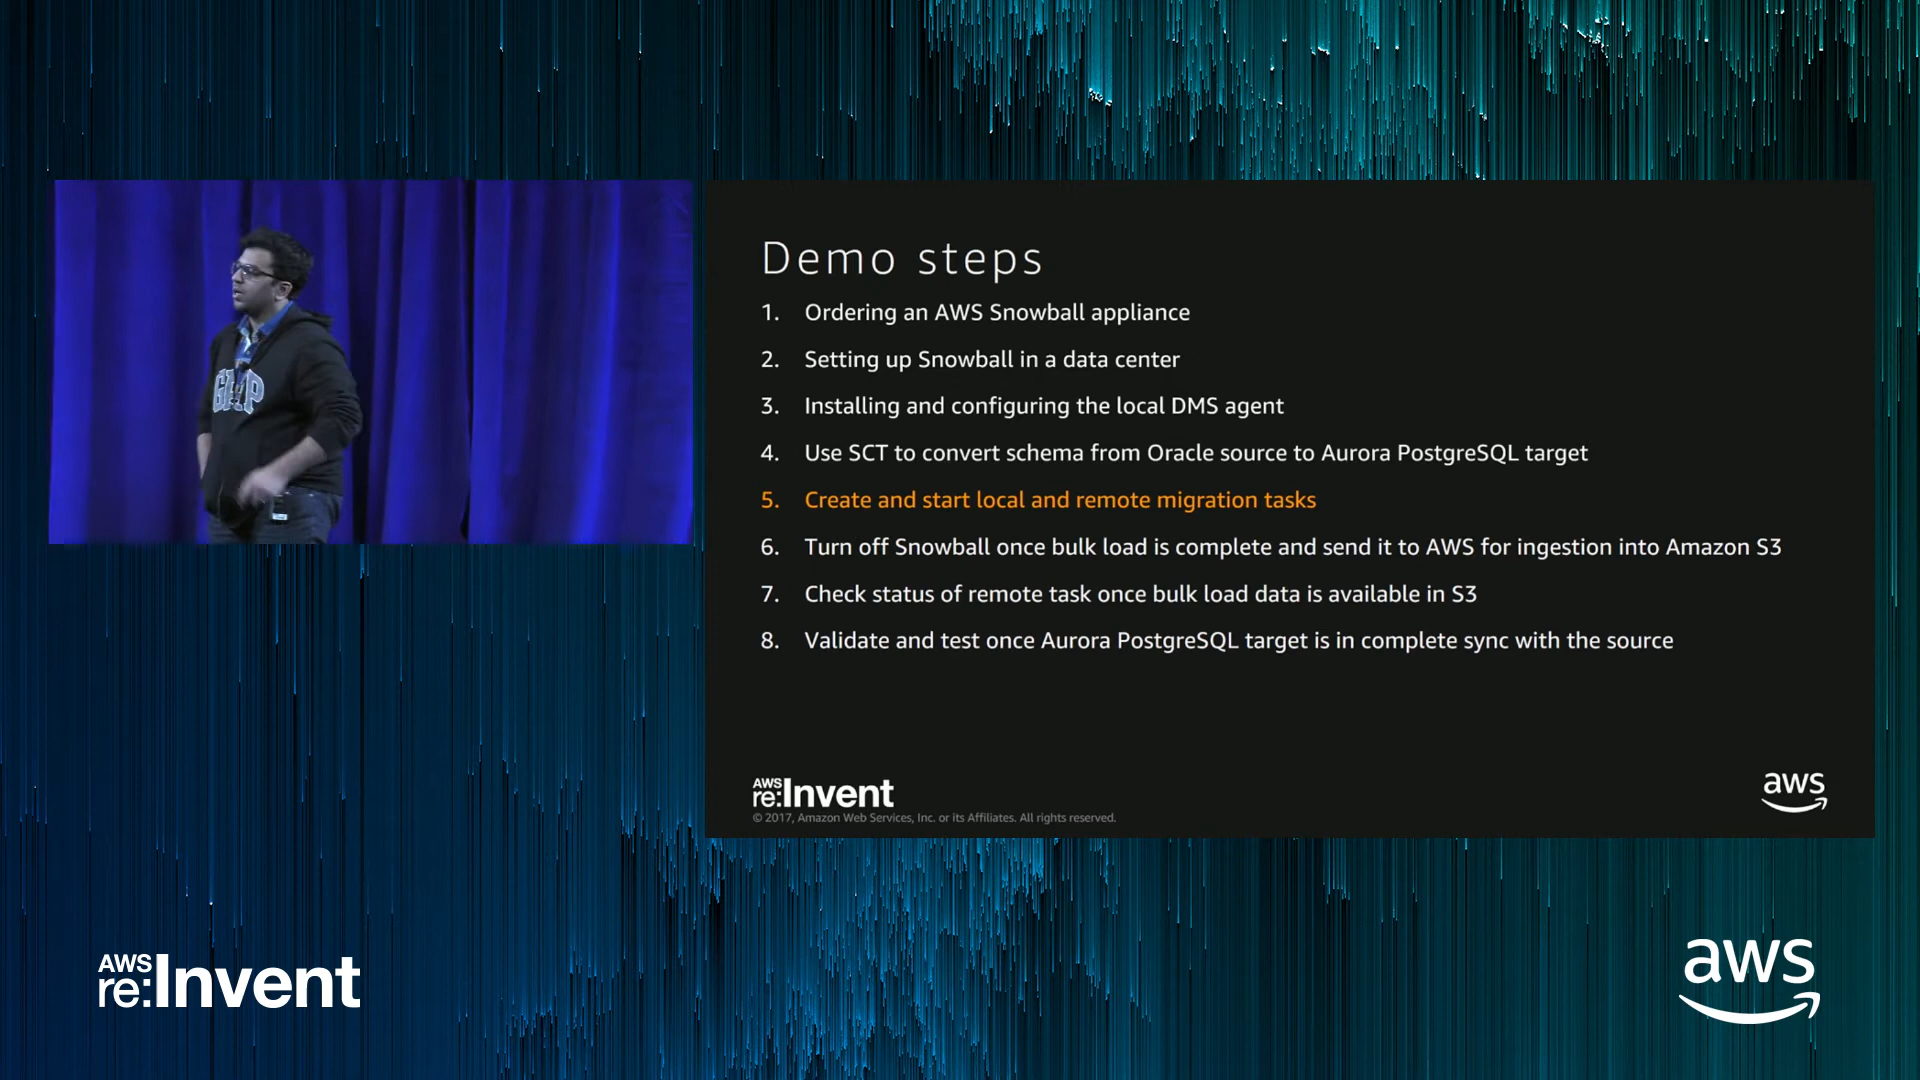 GAP
Demo steps
1. Ordering an AWS Snowball appliance
2. Setting up Snowball in a data center
3. Installing and configuring the local DMS agent
4. Use SCT to convert schema from Oracle source to Aurora PostgreSQL target
5. Create and start local and remote migration tasks
6. Turn off Snowball once bulk load is complete and send it to AWS for ingestion into Amazon S3
7. Check status of remote task once bulk load data is available in S3
8. Validate and test once Aurora PostgreSQL target is in complete sync with the source
AWS
re:Invent
aws
© 2017, Amazon Web Services, Inc. or its Affiliates. All rights reserved.
AWS
re:Invent
aws